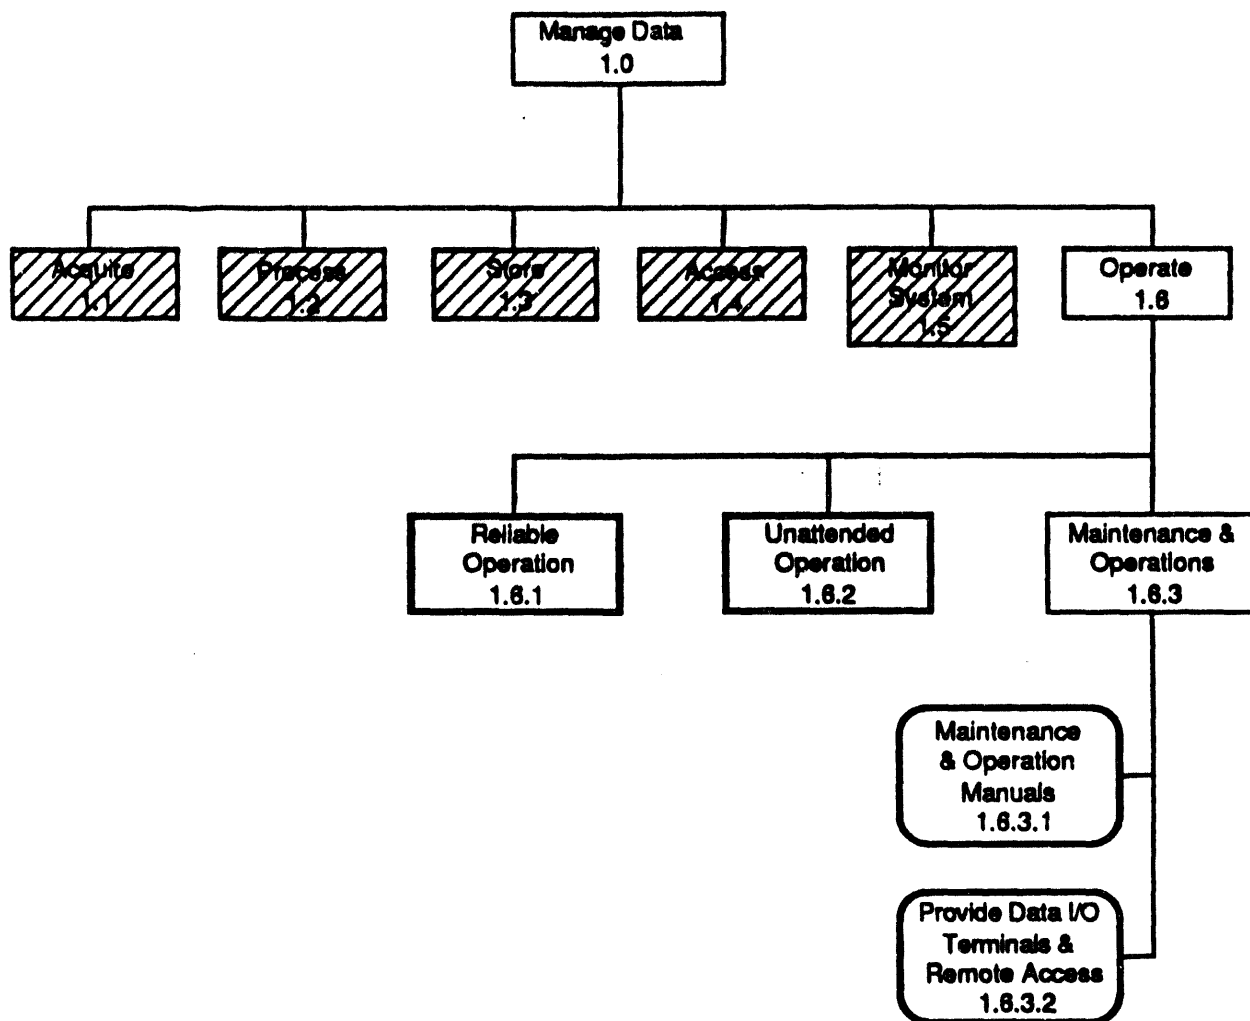 Manage Data
1.0
Acquire
1.1
Process
1.2
Store
1.3
Access
1.4
Monitor
System
1.5
Operate
1.6
Reliable
Operation
1.6.1
Unattended
Operation
1.6.2
Maintenance &
Operations
1.6.3
Maintenance
& Operation
Manuals
1.6.3.1
Provide Data I/O
Terminals &
Remote Access
1.6.3.2